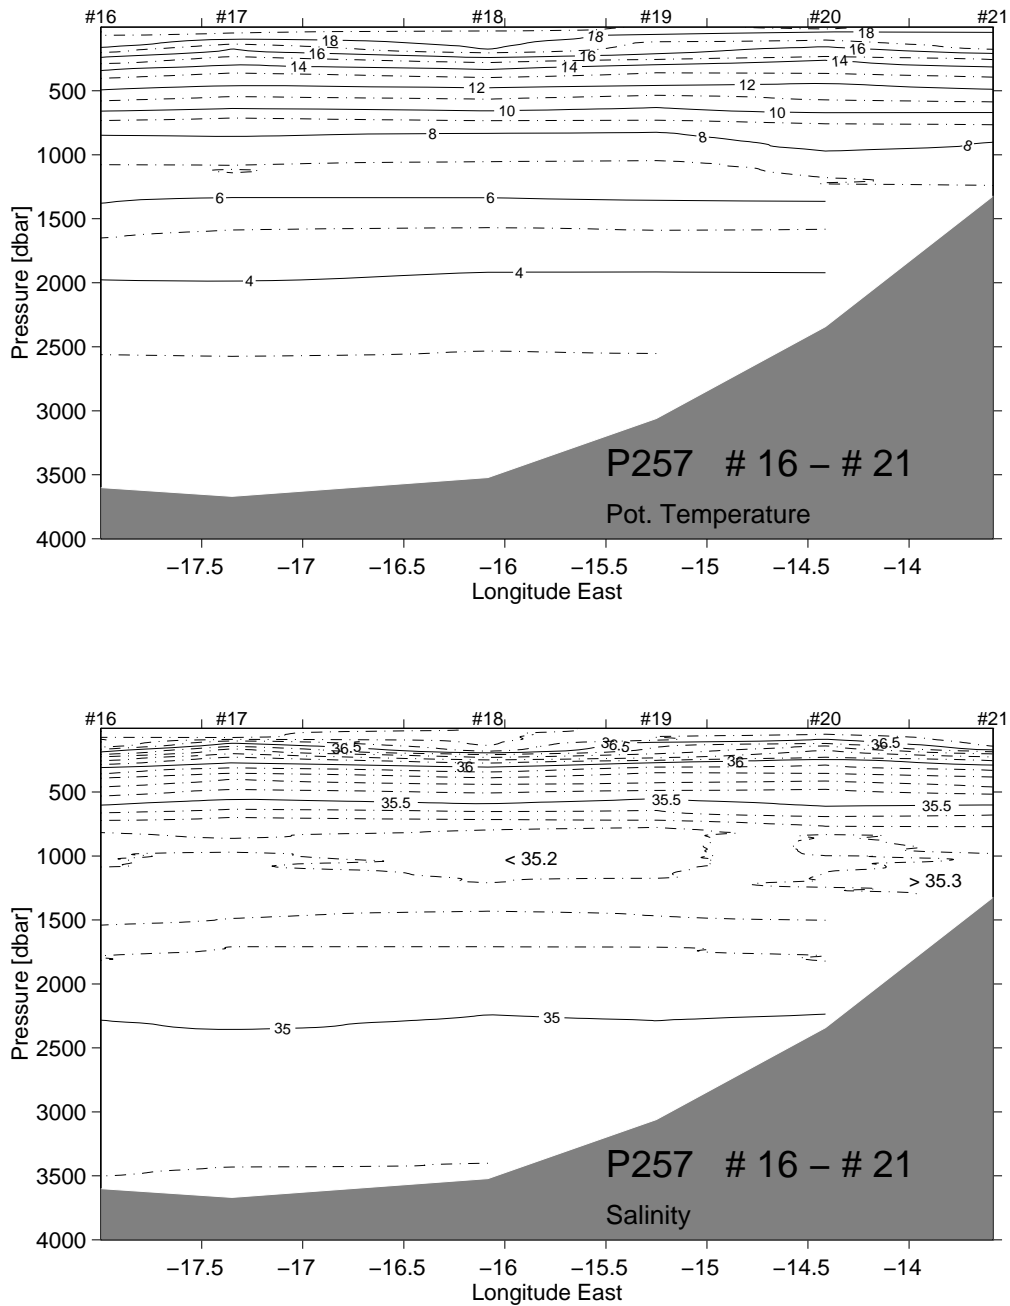 #16 #17 #18 #19 #20 #21
18 18 18
16 16 16
14 14 14
500 12 12
10 10
8 8 8
1000
6 6
1500
4 4
2000
2500
3000
3500
4000
Pressure [dbar]
P257 # 16 – # 21
Pot. Temperature
−17.5 −17 −16.5 −16 −15.5 −15 −14.5 −14
Longitude East
#16 #17 #18 #19 #20 #21
36.5 36.5 36.5
36 36
500
35.5 35.5 35.5
1000 < 35.2
> 35.3
1500
2000
35 35
2500
3000
3500
4000
Pressure [dbar]
P257 # 16 – # 21
Salinity
−17.5 −17 −16.5 −16 −15.5 −15 −14.5 −14
Longitude East